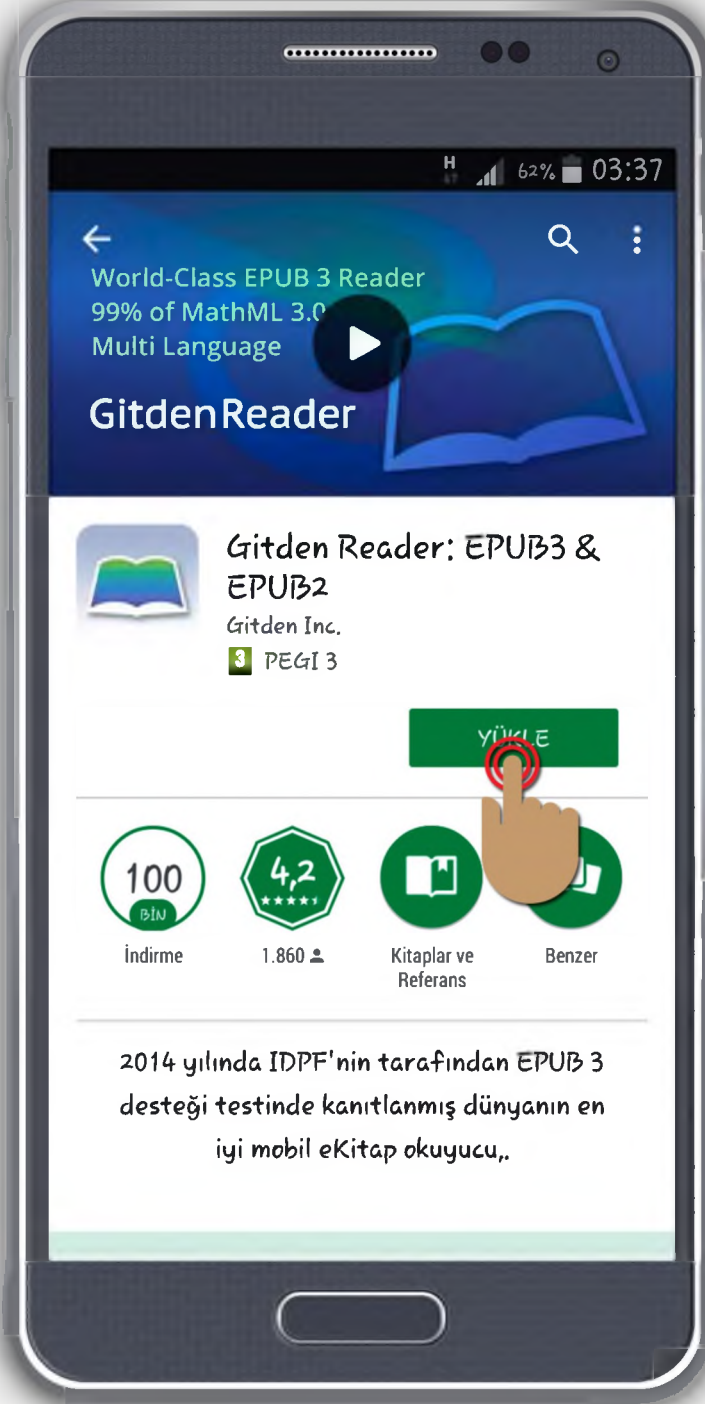 H
62% 03:37
World-Class EPUB 3 Reader
99% of MathML 3.0
Multi Language
GitdenReader
Gitden Reader: EPUB3 &
EPUB2
Gitden Inc.
3 PEGI 3
YÜKLE
100
BİN
4,2
İndirme
1.860
Kitaplar ve
Referans
Benzer
2014 yılında IDPF'nin tarafından EPUB 3
desteği testinde kanıtlanmış dünyanın en
iyi mobil eKitap okuyucu,.